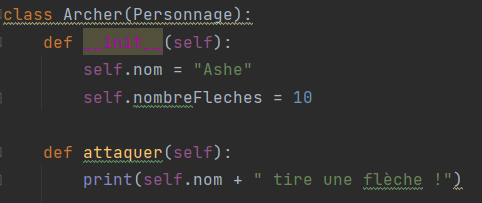 class Archer(Personnage):
def __init__(self):
self.nom = "Ashe"
self.nombreFleches = 10
def attaquer(self):
print(self.nom + " tire une flèche !")